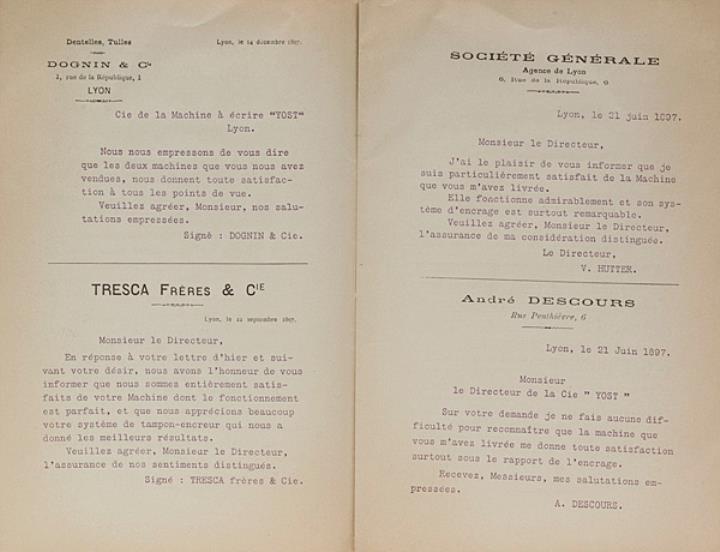 Dentelles, Tulles
Lyon, le 14 décembre 1897.
DOGNIN & Cie
1, rue de la République, 1
LYON
Cie de la Machine à écrire "YOST"
Lyon.
Nous nous empressons de vous dire
que les deux machines que vous nous avez
vendues, nous donnent toute satisfac-
tion à tous les points de vue.
Veuillez agréer, Monsieur, nos salu-
tations empressées.
Signé : DOGNIN & Cie.
TRESCA FRÈRES & CIE
Lyon, le 22 septembre 1897.
Monsieur le Directeur,
En réponse à votre lettre d'hier et sui-
vant votre désir, nous avons l'honneur de vous
informer que nous sommes entièrement satis-
faits de votre Machine dont le fonctionnement
est parfait, et que nous apprécions beaucoup
votre système de tampon-encreur qui nous a
donné les meilleurs résultats.
Veuillez agréer, Monsieur le Directeur,
l'assurance de nos sentiments distingués.
Signé : TRESCA frères & Cie.
SOCIÉTÉ GÉNÉRALE
Agence de Lyon
6, Rue de la République, 6
Lyon, le 21 juin 1897.
Monsieur le Directeur,
J'ai le plaisir de vous informer que je
suis particulièrement satisfait de la Machine
que vous m'avez livrée.
Elle fonctionne admirablement et son sys-
tème d'encrage est surtout remarquable.
Veuillez agréer, Monsieur le Directeur,
l'assurance de ma considération distinguée.
Le Directeur,
V. HUTTER.
André DESCOURS
Rue Penthièvre, 6
Lyon, le 21 Juin 1897.
Monsieur
le Directeur de la Cie " YOST "
Sur votre demande je ne fais aucune dif-
ficulté pour reconnaître que la machine que
vous m'avez livrée me donne toute satisfaction
surtout sous le rapport de l'encrage.
Recevez, Messieurs, mes salutations em-
pressées.
A. DESCOURS.